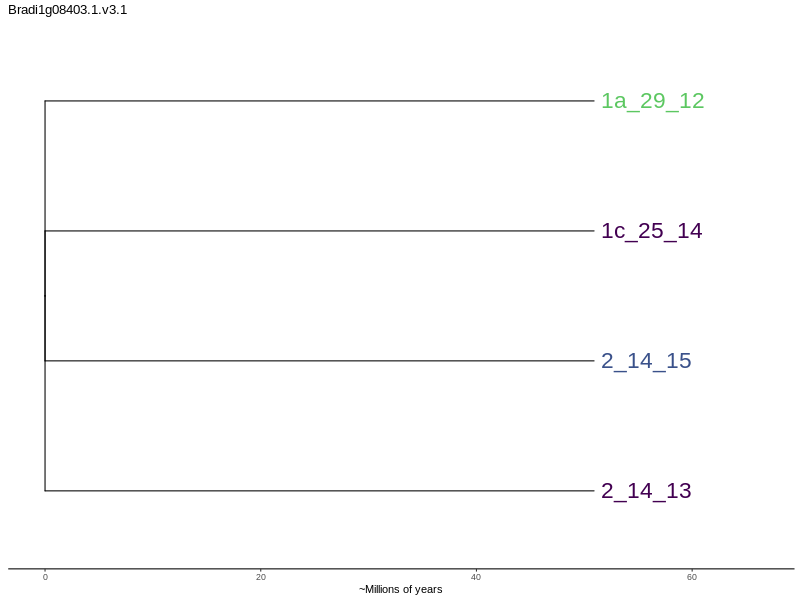 Bradi1g08403.1.v3.1
1a_29_12
1c_25_14
2_14_15
2_14_13
0 20 40 60
~Millions of years